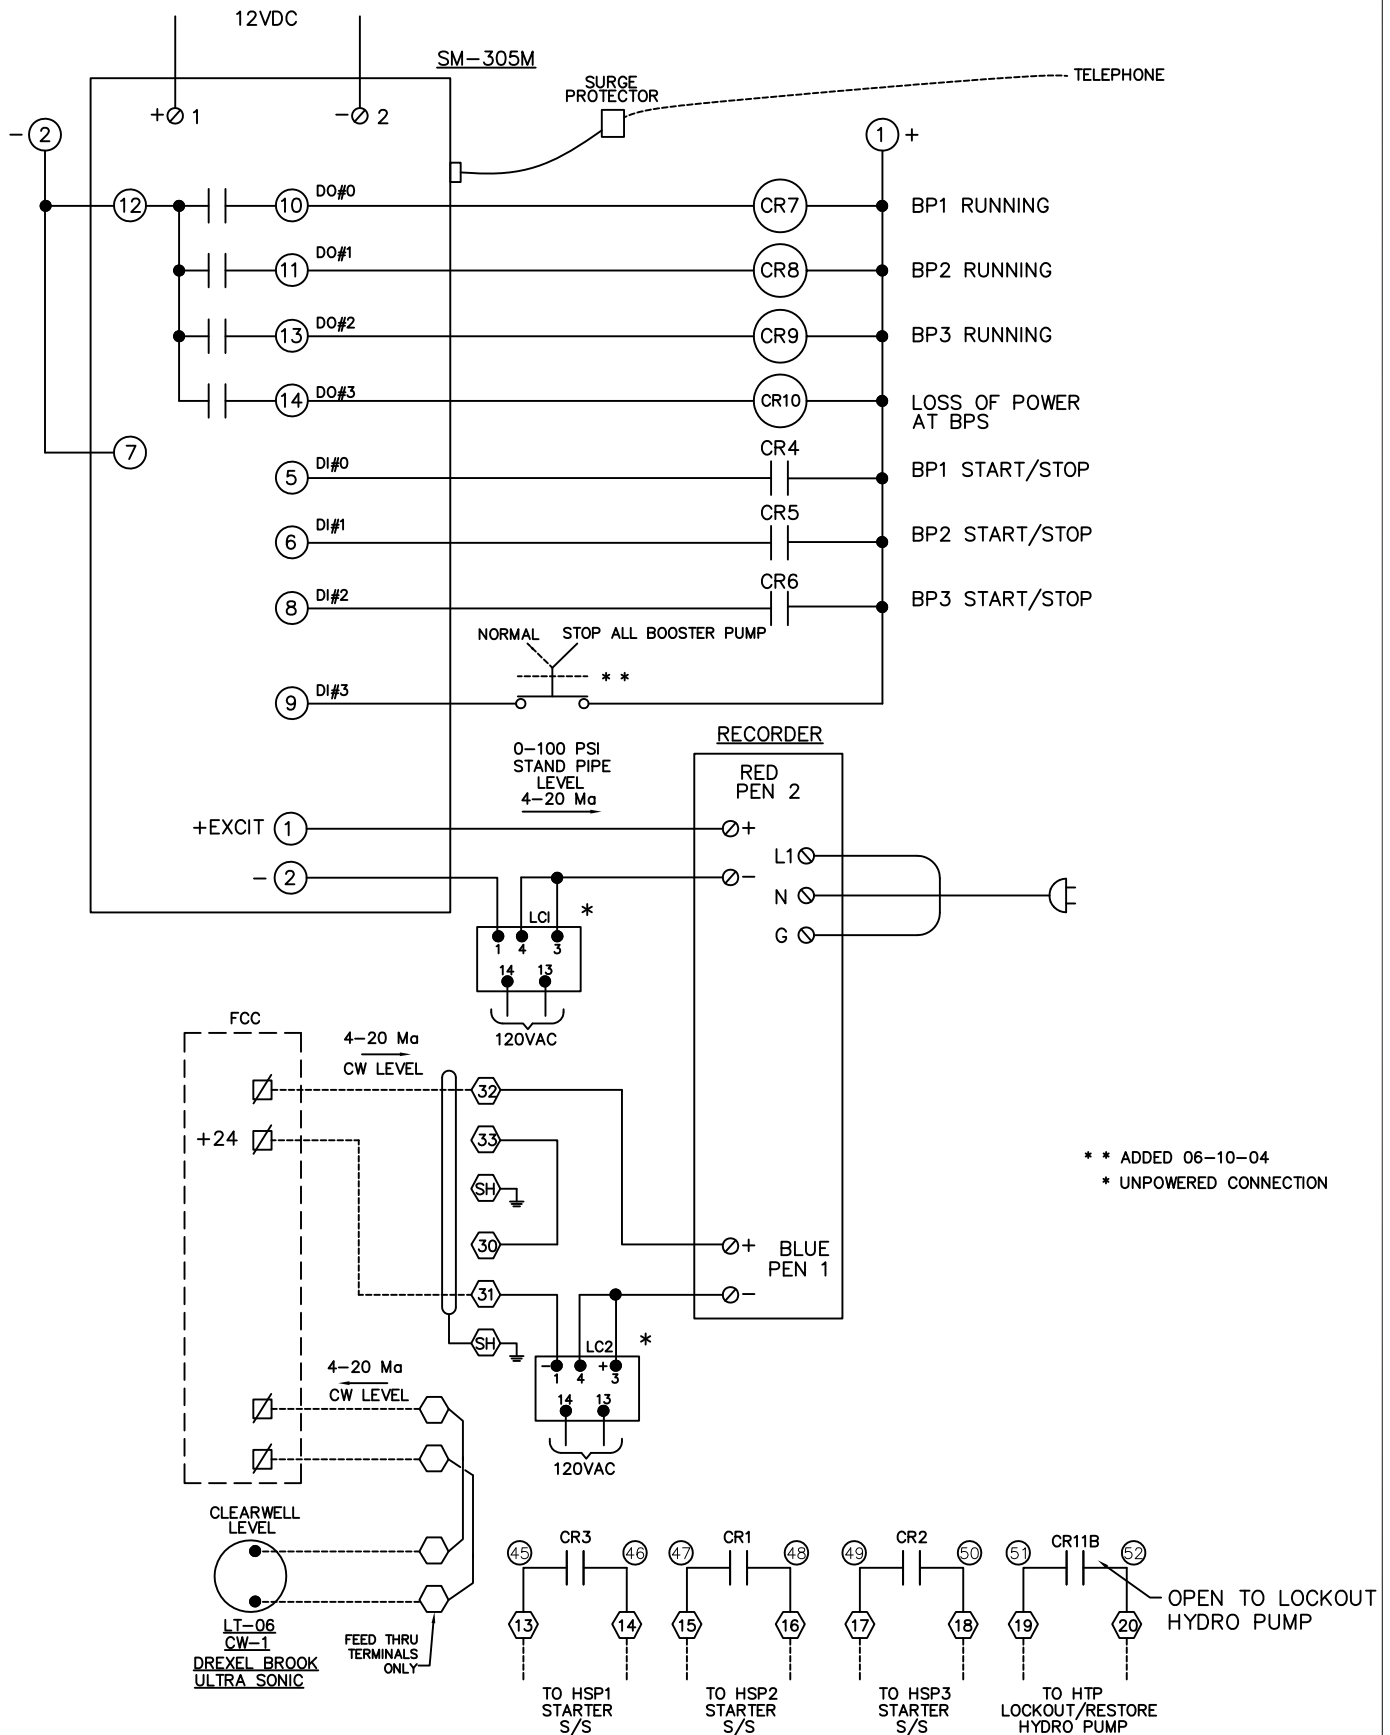 12VDC
SM-305M
SURGE
PROTECTOR
TELEPHONE
+ 1
- 2
- 2
1 +
12
10
DO#0
CR7
BP1 RUNNING
11
DO#1
CR8
BP2 RUNNING
13
DO#2
CR9
BP3 RUNNING
14
DO#3
CR10
LOSS OF POWER
AT BPS
7
5
DI#0
CR4
BP1 START/STOP
6
DI#1
CR5
BP2 START/STOP
8
DI#2
CR6
BP3 START/STOP
NORMAL
STOP ALL BOOSTER PUMP
* *
9
DI#3
0-100 PSI
STAND PIPE
LEVEL
4-20 Ma
RECORDER
RED
PEN 2
+EXCIT 1
+
- 2
-
L1
N
G
LC1
*
1 4 3
14 13
120VAC
FCC
4-20 Ma
CW LEVEL
32
+24
33
SH
30
31
SH
+
BLUE
PEN 1
-
* * ADDED 06-10-04
* UNPOWERED CONNECTION
LC2
*
- +
1 4 3
14 13
120VAC
4-20 Ma
CW LEVEL
CLEARWELL
LEVEL
LT-06
CW-1
DREXEL BROOK
ULTRA SONIC
FEED THRU
TERMINALS
ONLY
45 CR3 46
13 14
TO HSP1
STARTER
S/S
47 CR1 48
15 16
TO HSP2
STARTER
S/S
49 CR2 50
17 18
TO HSP3
STARTER
S/S
51 CR11B 52
19 20
TO HTP
LOCKOUT/RESTORE
HYDRO PUMP
OPEN TO LOCKOUT
HYDRO PUMP